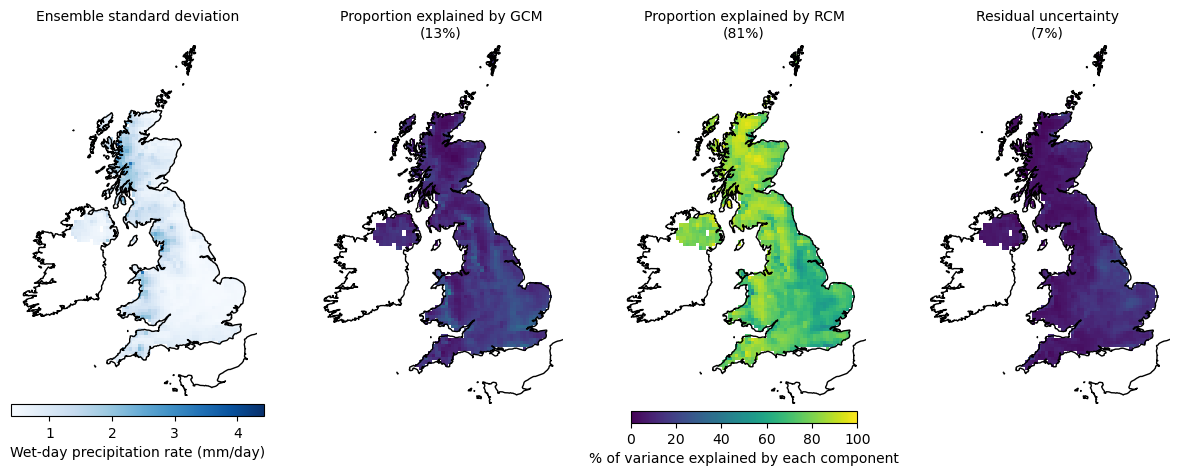 Ensemble standard deviation
Proportion explained by GCM
(13%)
Proportion explained by RCM
(81%)
Residual uncertainty
(7%)
1 2 3 4
Wet-day precipitation rate (mm/day)
0 20 40 60 80 100
% of variance explained by each component